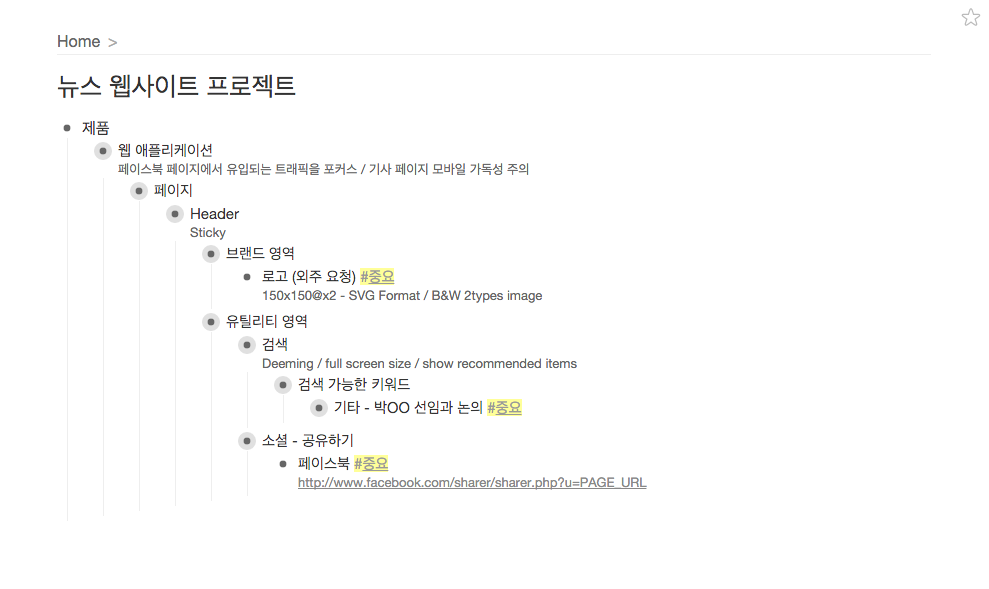 Home >
뉴스 웹사이트 프로젝트
제품
웹 애플리케이션
페이스북 페이지에서 유입되는 트래픽을 포커스 / 기사 페이지 모바일 가독성 주의
페이지
Header
Sticky
브랜드 영역
로고 (외주 요청) #중요
150x150@x2 - SVG Format / B&W 2types image
유틸리티 영역
검색
Deeming / full screen size / show recommended items
검색 가능한 키워드
기타 - 박OO 선임과 논의 #중요
소셜 - 공유하기
페이스북 #중요
http://www.facebook.com/sharer/sharer.php?u=PAGE_URL